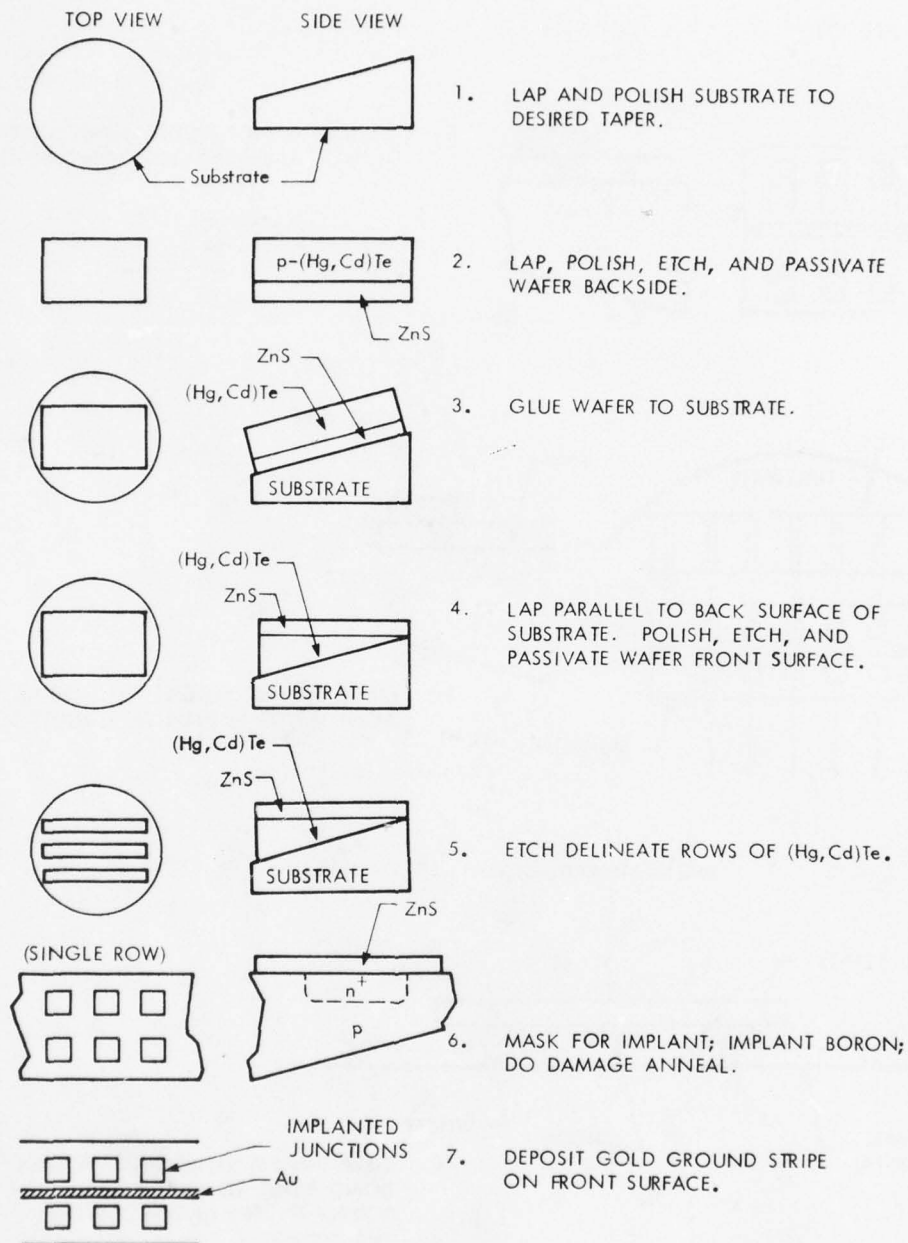 TOP VIEW
SIDE VIEW
Substrate
1. LAP AND POLISH SUBSTRATE TO
DESIRED TAPER.
p-(Hg,Cd)Te
ZnS
2. LAP, POLISH, ETCH, AND PASSIVATE
WAFER BACKSIDE.
ZnS
(Hg,Cd)Te
SUBSTRATE
3. GLUE WAFER TO SUBSTRATE.
(Hg,Cd)Te
ZnS
SUBSTRATE
4. LAP PARALLEL TO BACK SURFACE OF
SUBSTRATE. POLISH, ETCH, AND
PASSIVATE WAFER FRONT SURFACE.
(Hg,Cd)Te
ZnS
SUBSTRATE
5. ETCH DELINEATE ROWS OF (Hg,Cd)Te.
(SINGLE ROW)
ZnS
n+
p
6. MASK FOR IMPLANT; IMPLANT BORON;
DO DAMAGE ANNEAL.
IMPLANTED
JUNCTIONS
Au
7. DEPOSIT GOLD GROUND STRIPE
ON FRONT SURFACE.